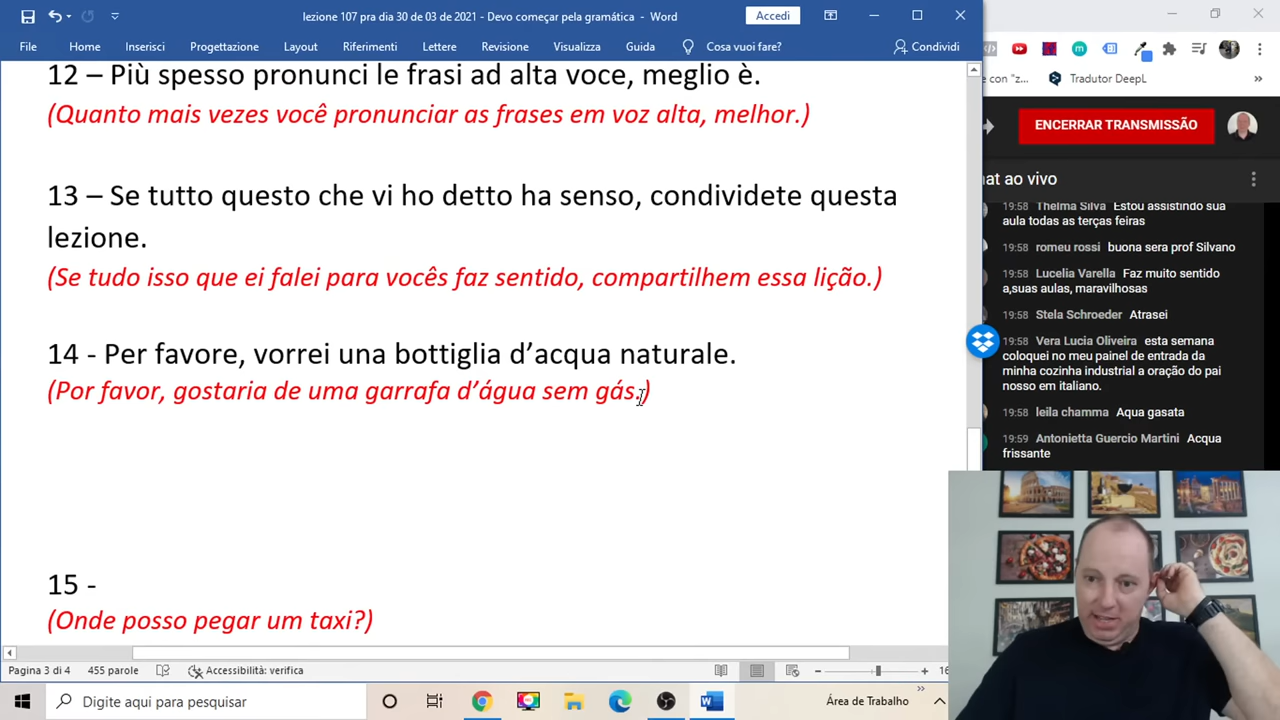 lezione 107 pra dia 30 de 03 de 2021 - Devo começar pela gramática - Word
Accedi
File Home Inserisci Progettazione Layout Riferimenti Lettere Revisione Visualizza Guida Cosa vuoi fare? Condividi
12 – Più spesso pronunci le frasi ad alta voce, meglio è.
(Quanto mais vezes você pronunciar as frases em voz alta, melhor.)
13 – Se tutto questo che vi ho detto ha senso, condividete questa
lezione.
(Se tudo isso que ei falei para vocês faz sentido, compartilhem essa lição.)
14 - Per favore, vorrei una bottiglia d’acqua naturale.
(Por favor, gostaria de uma garrafa d’água sem gás.)
15 -
(Onde posso pegar um taxi?)
Pagina 3 di 4 455 parole Accessibilità: verifica
16
Digite aqui para pesquisar
Área de Trabalho
e con "z... Tradutor DeepL
ENCERRAR TRANSMISSÃO
hat ao vivo
19:58 Thelma Silva Estou assistindo sua
aula todas as terças feiras
19:58 romeu rossi buona sera prof Silvano
19:58 Lucelia Varella Faz muito sentido
a,suas aulas, maravilhosas
19:58 Stela Schroeder Atrasei
19:58 Vera Lucia Oliveira esta semana
coloquei no meu painel de entrada da
minha cozinha industrial a oração do pai
nosso em italiano.
19:58 leila chamma Aqua gasata
19:59 Antonietta Guercio Martini Acqua
frissante